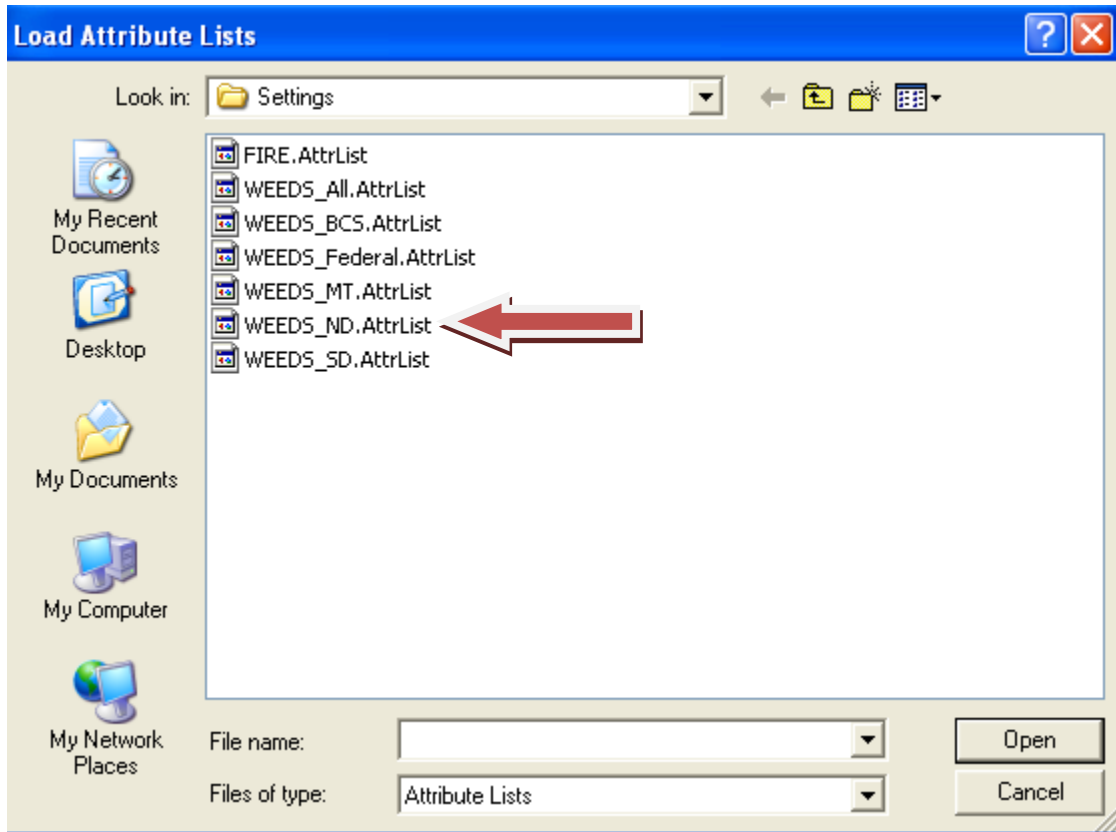 Load Attribute Lists
Look in:
Settings
My Recent
Documents
Desktop
My Documents
My Computer
My Network
Places
FIRE.AttrList
WEEDS_All.AttrList
WEEDS_BCS.AttrList
WEEDS_Federal.AttrList
WEEDS_MT.AttrList
WEEDS_ND.AttrList
WEEDS_SD.AttrList
File name:
Open
Files of type:
Attribute Lists
Cancel